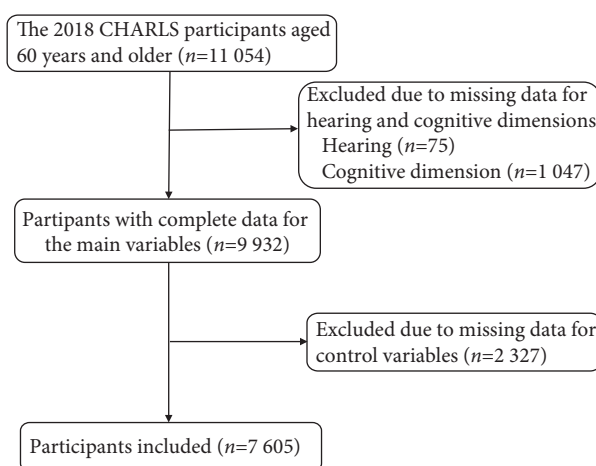 The 2018 CHARLS participants aged
60 years and older (n=11 054)
Excluded due to missing data for
hearing and cognitive dimensions
Hearing (n=75)
Cognitive dimension (n=1 047)
Partipants with complete data for
the main variables (n=9 932)
Excluded due to missing data for
control variables (n=2 327)
Participants included (n=7 605)